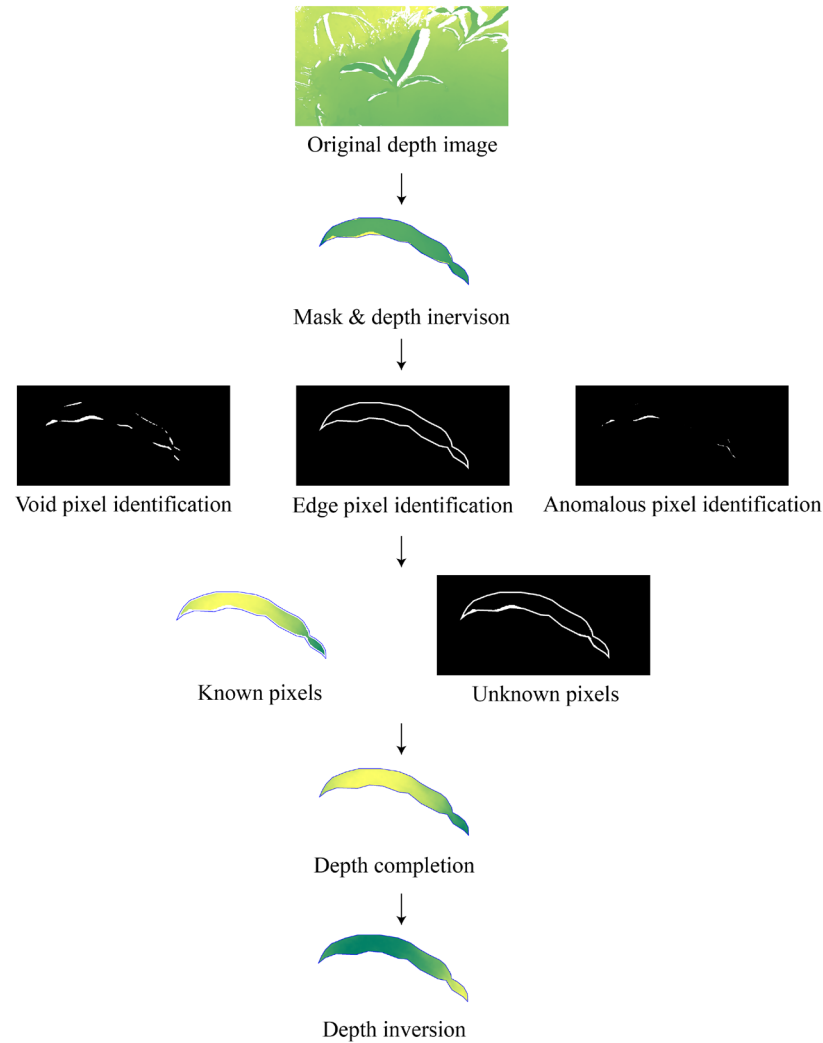 Original depth image
Mask & depth inervison
Void pixel identification
Edge pixel identification
Anomalous pixel identification
Known pixels
Unknown pixels
Depth completion
Depth inversion